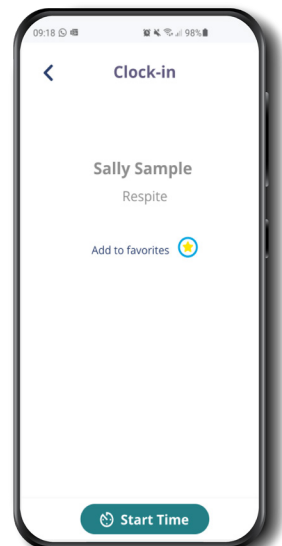 09:18 98%
Clock-in
Sally Sample
Respite
Add to favorites
Start Time